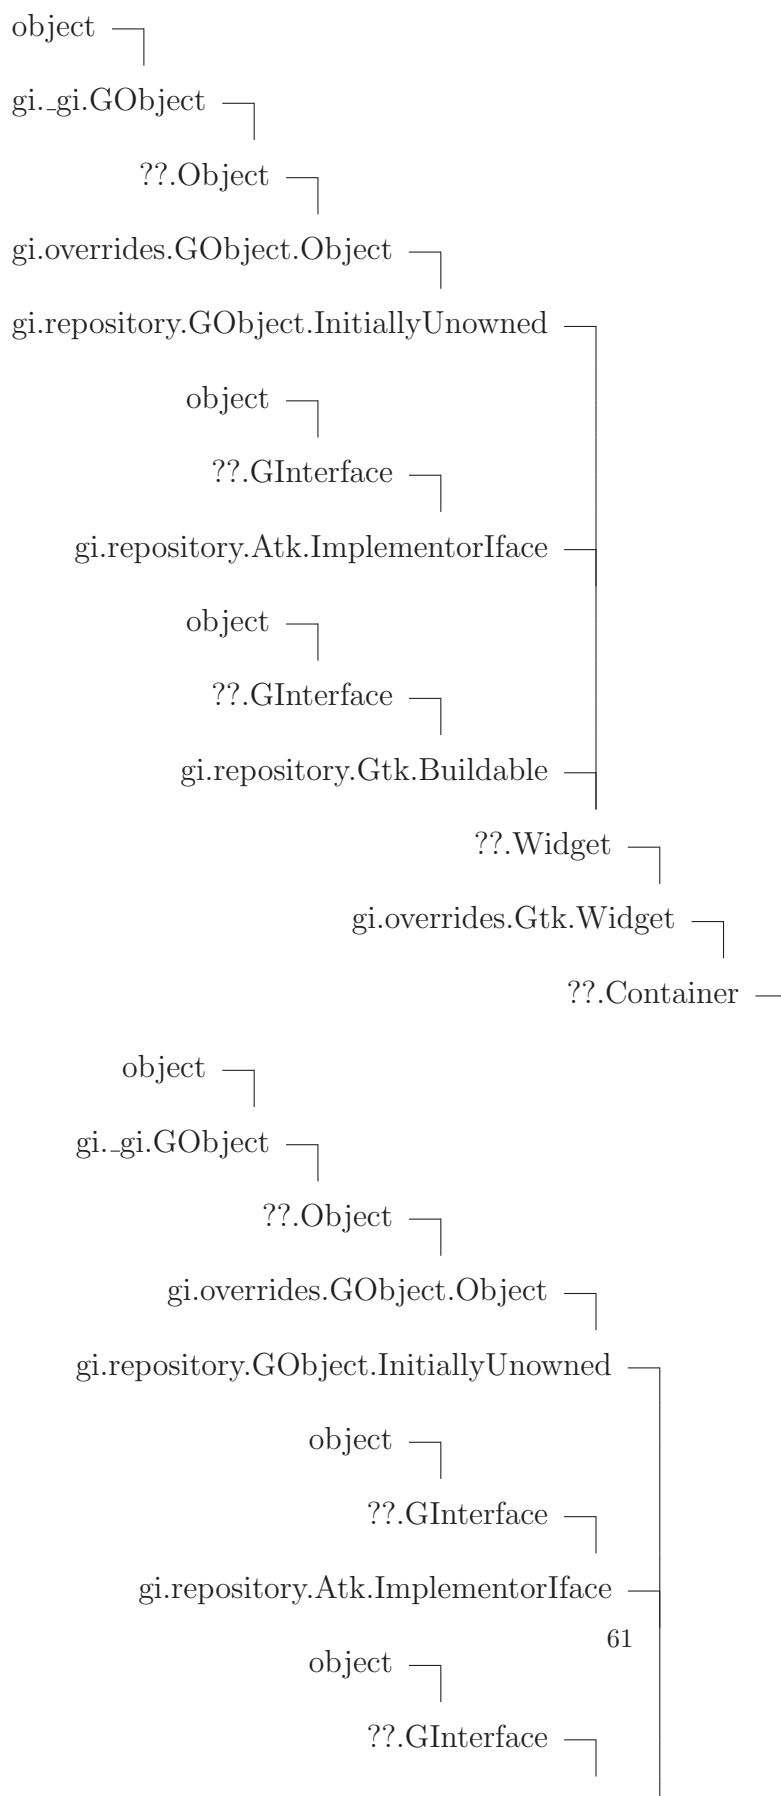 object
gi._gi.GObject
??.Object
gi.overrides.GObject.Object
gi.repository.GObject.InitiallyUnowned
object
??.GInterface
gi.repository.Atk.ImplementorIface
object
??.GInterface
gi.repository.Gtk.Buildable
??.Widget
gi.overrides.Gtk.Widget
??.Container
object
gi._gi.GObject
??.Object
gi.overrides.GObject.Object
gi.repository.GObject.InitiallyUnowned
object
??.GInterface
gi.repository.Atk.ImplementorIface
61
object
??.GInterface